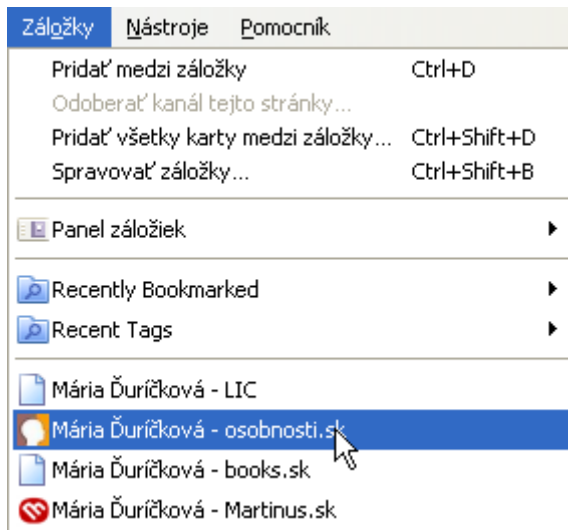 Záložky Nástroje Pomocník
Pridať medzi záložky Ctrl+D
Odoberať kanál tejto stránky...
Pridať všetky karty medzi záložky... Ctrl+Shift+D
Spravovať záložky... Ctrl+Shift+B
Panel záložiek
Recently Bookmarked
Recent Tags
Mária Ďuríčková - LIC
Mária Ďuríčková - osobnosti.sk
Mária Ďuríčková - books.sk
Mária Ďuríčková - Martinus.sk